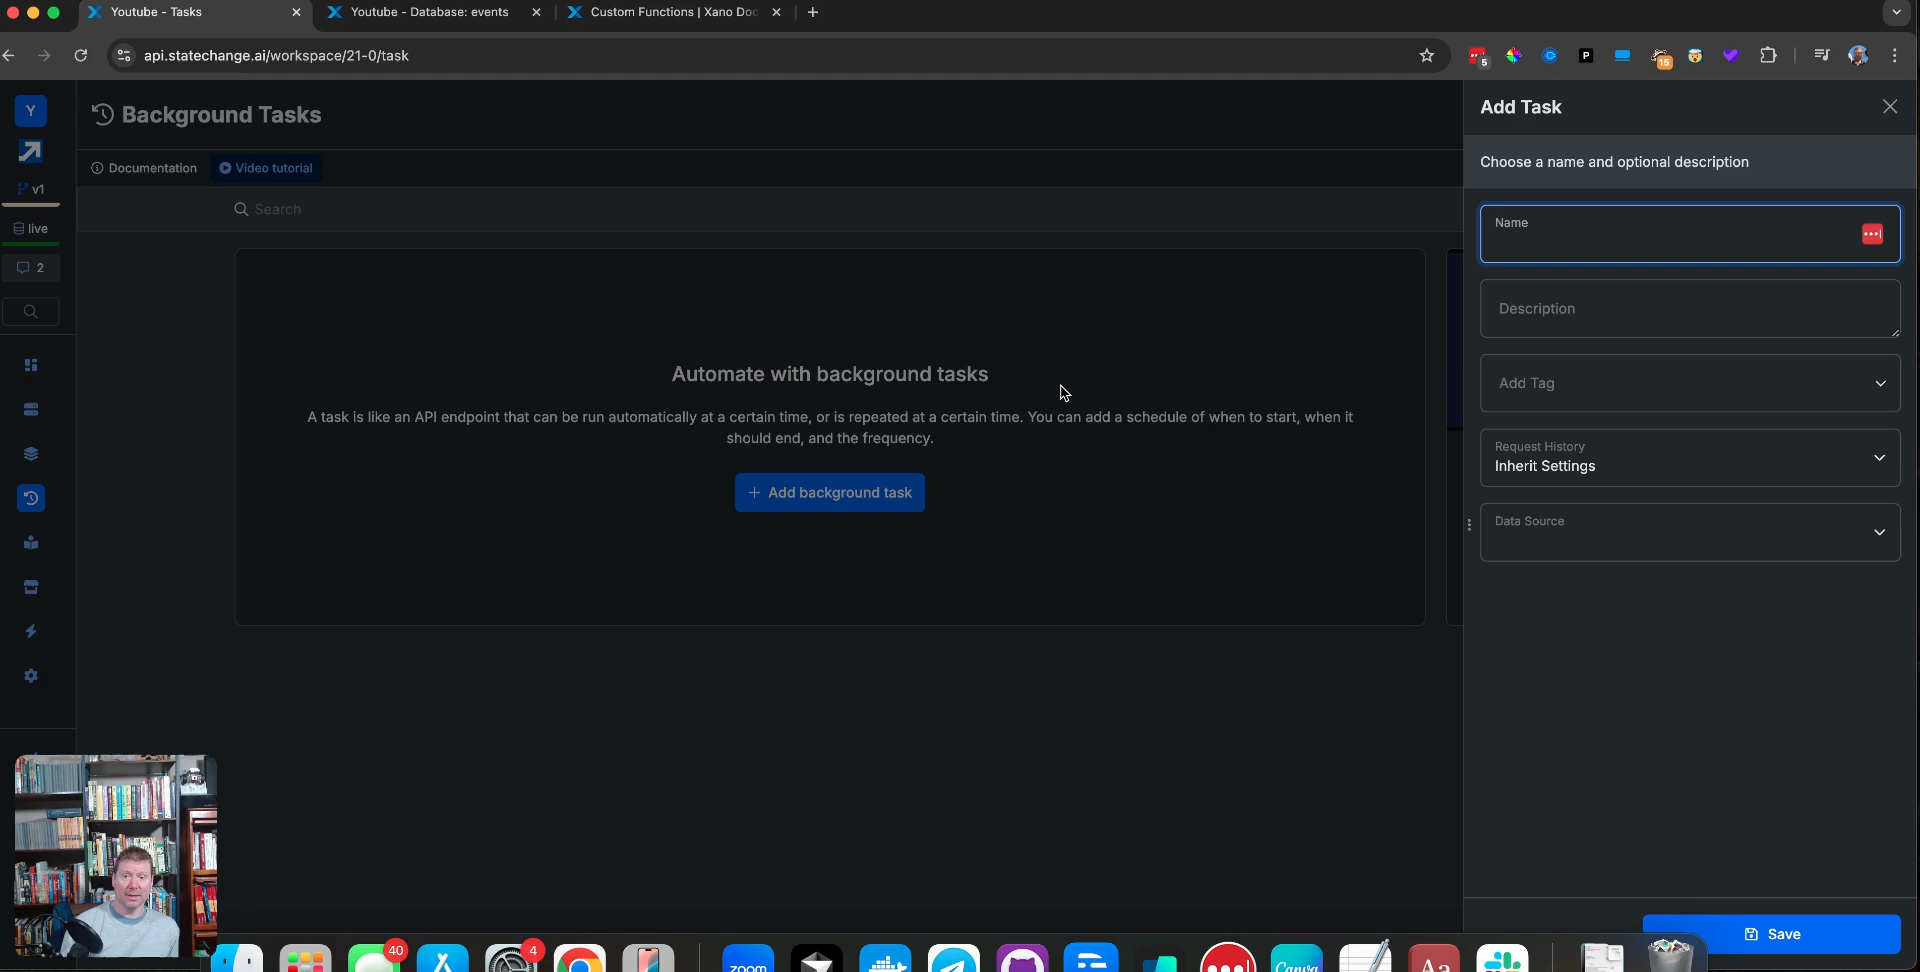 Youtube - Tasks
Youtube - Database: events
Custom Functions | Xano Doc
api.statechange.ai/workspace/21-0/task
5
P
15
Y
Background Tasks
Documentation
Video tutorial
v1
live
2
Search
Automate with background tasks
A task is like an API endpoint that can be run automatically at a certain time, or is repeated at a certain time. You can add a schedule of when to start, when it
should end, and the frequency.
+ Add background task
Add Task
Choose a name and optional description
Name
Description
Add Tag
Request History
Inherit Settings
Data Source
Save
40
4
zoom
Canva
Aa